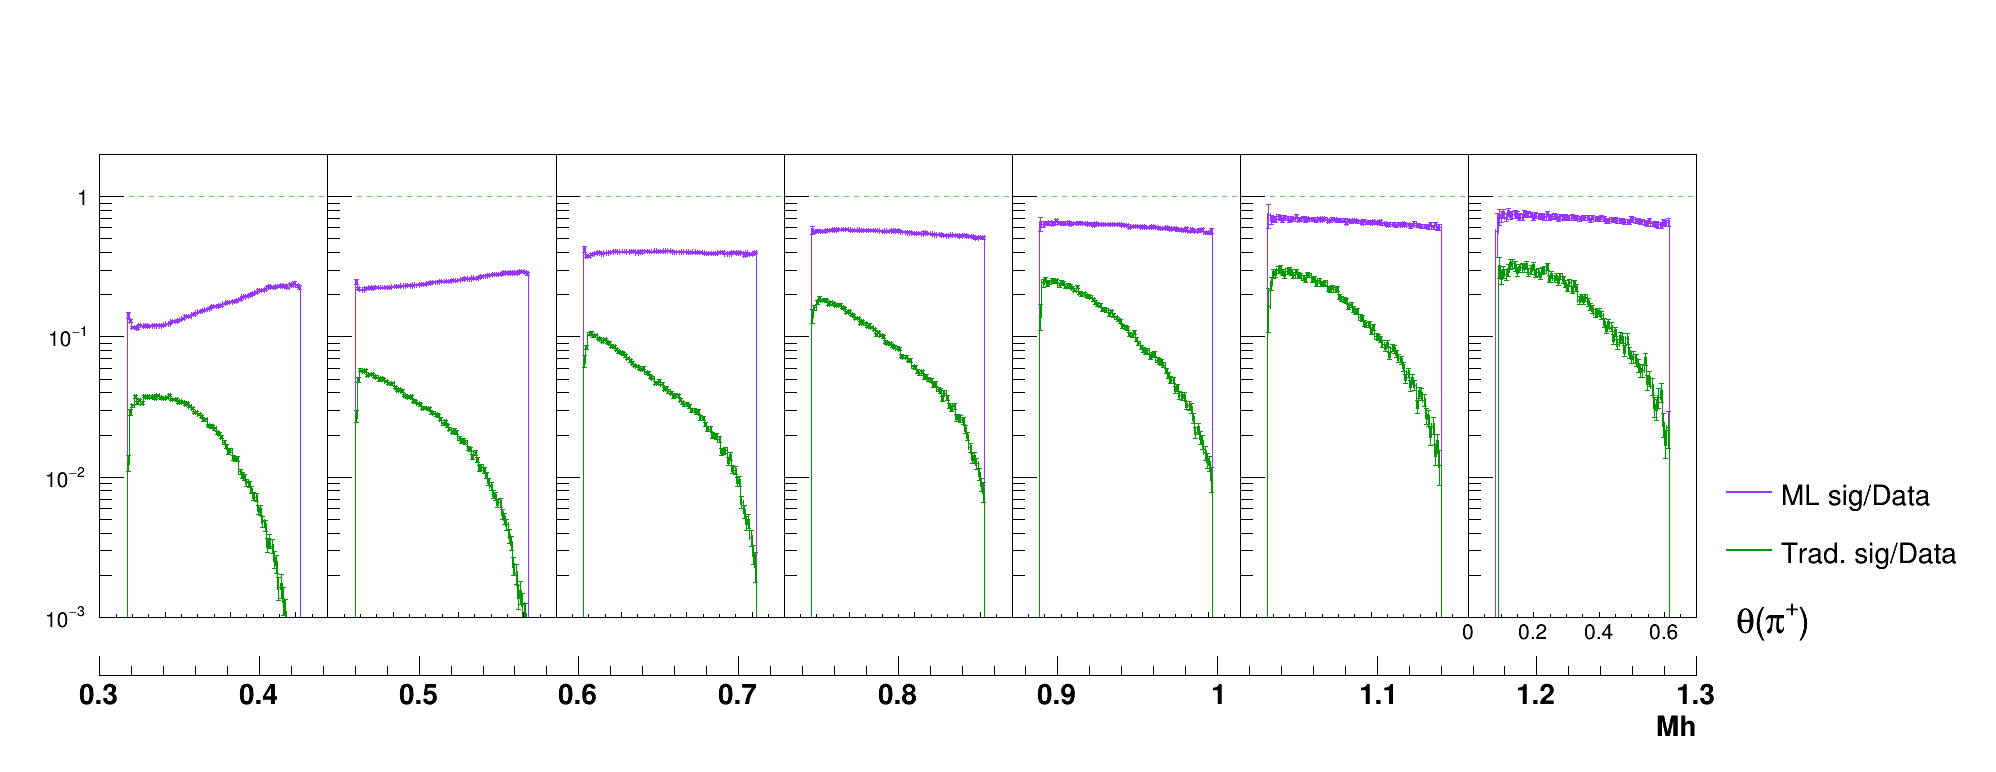 1
10⁻¹
10⁻²
10⁻³
ML sig/Data
Trad. sig/Data
θ(π⁺)
0 0.2 0.4 0.6
0.3 0.4 0.5 0.6 0.7 0.8 0.9 1 1.1 1.2 1.3
Mh